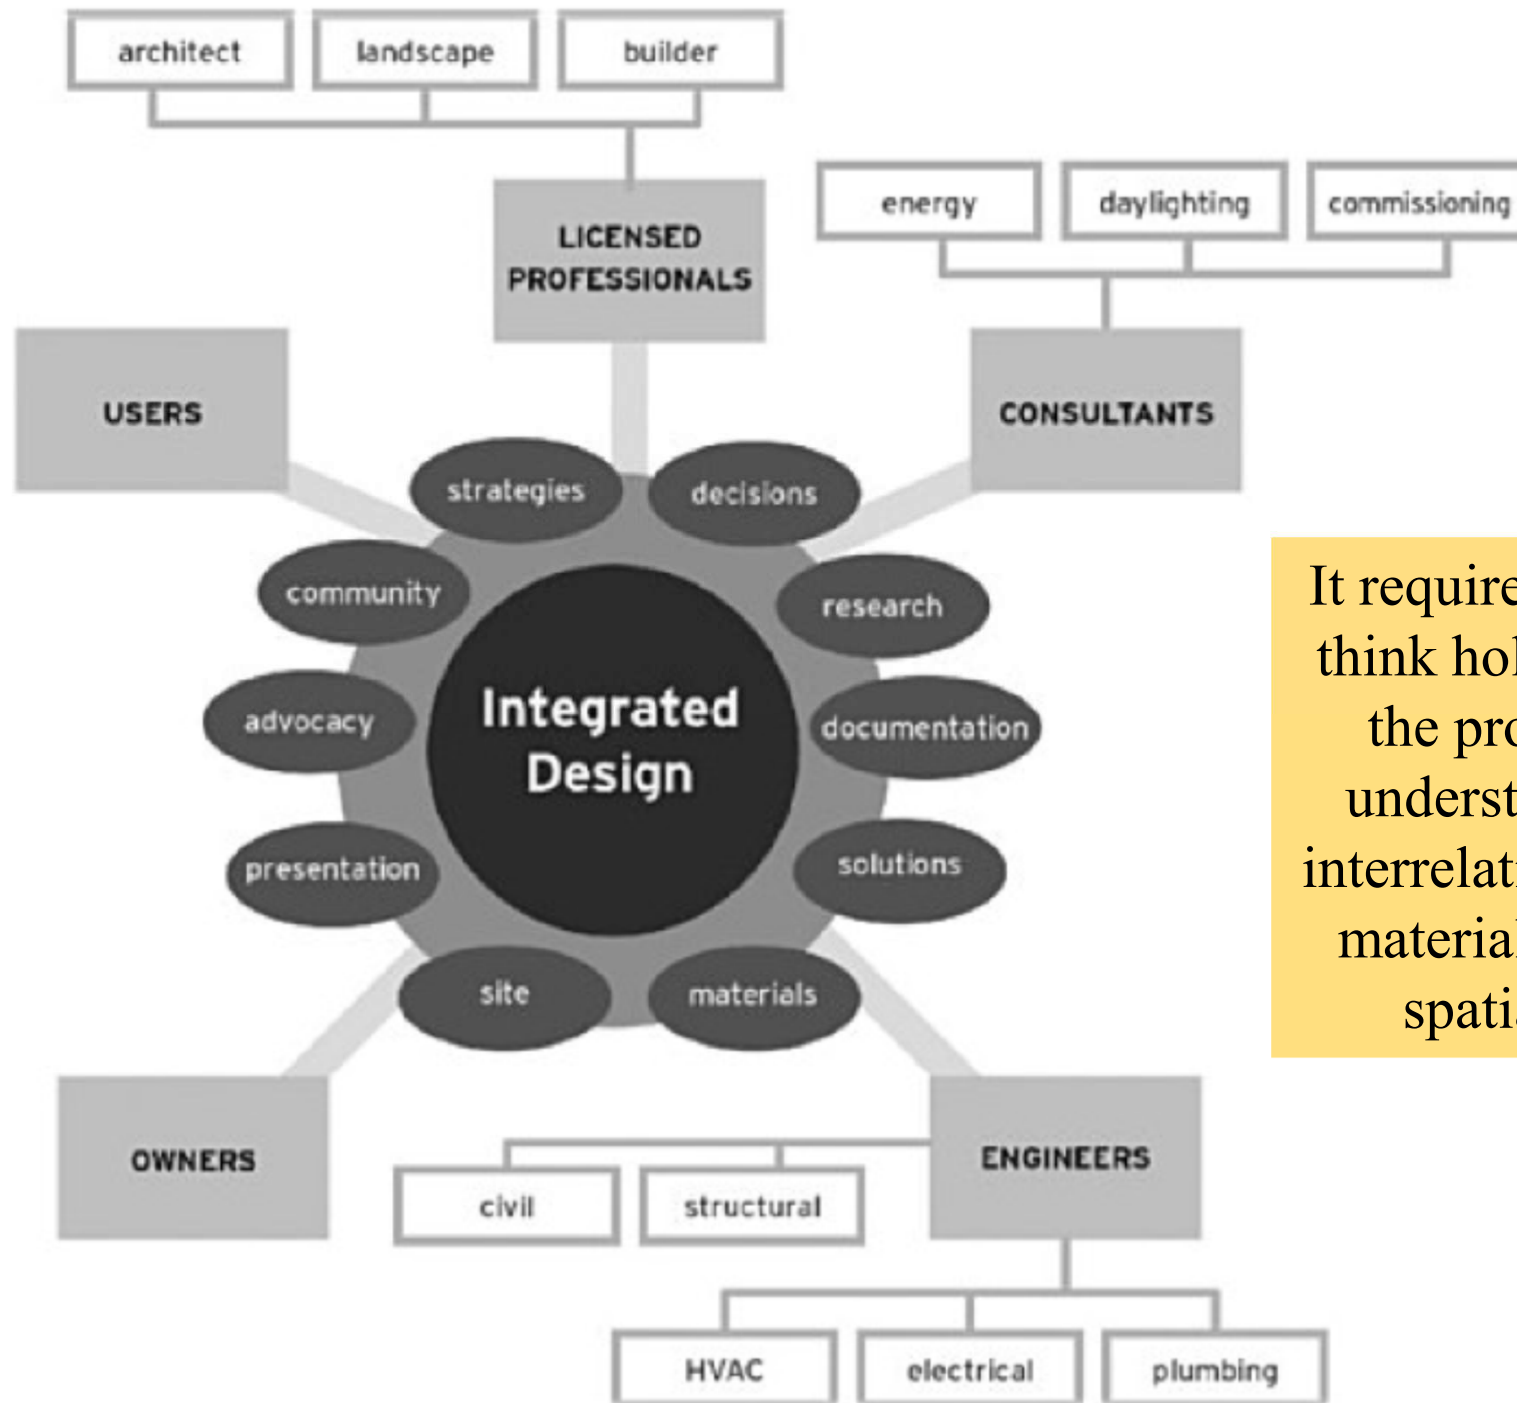 architect
landscape
builder
LICENSED
PROFESSIONALS
energy
daylighting
commissioning
USERS
CONSULTANTS
strategies
decisions
community
research
advocacy
documentation
Integrated
Design
presentation
solutions
site
materials
OWNERS
ENGINEERS
civil
structural
HVAC
electrical
plumbing
It require
think hol
the pro
underst
interrelati
material
spati